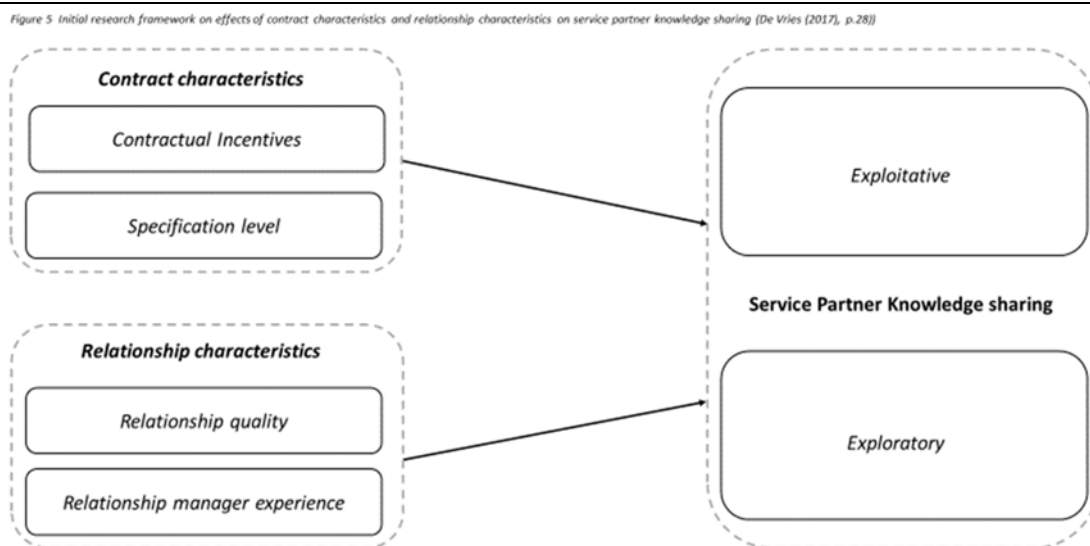 Figure 5 Initial research framework on effects of contract characteristics and relationship characteristics on service partner knowledge sharing (De Vries (2017), p.28))
Contract characteristics
Contractual Incentives
Specification level
Relationship characteristics
Relationship quality
Relationship manager experience
Exploitative
Service Partner Knowledge sharing
Exploratory